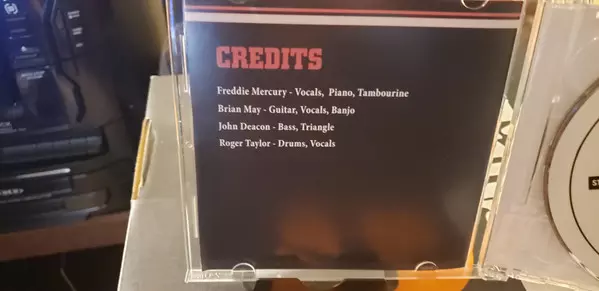 CREDITS
Freddie Mercury - Vocals, Piano, Tambourine
Brian May - Guitar, Vocals, Banjo
John Deacon - Bass, Triangle
Roger Taylor - Drums, Vocals